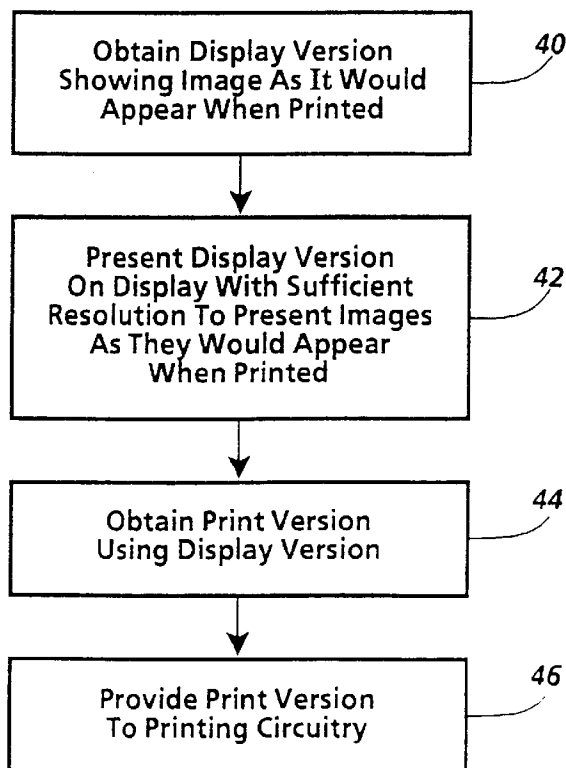 Obtain Display Version
Showing Image As It Would
Appear When Printed
40
Present Display Version
On Display With Sufficient
Resolution To Present Images
As They Would Appear
When Printed
42
Obtain Print Version
Using Display Version
44
Provide Print Version
To Printing Circuitry
46